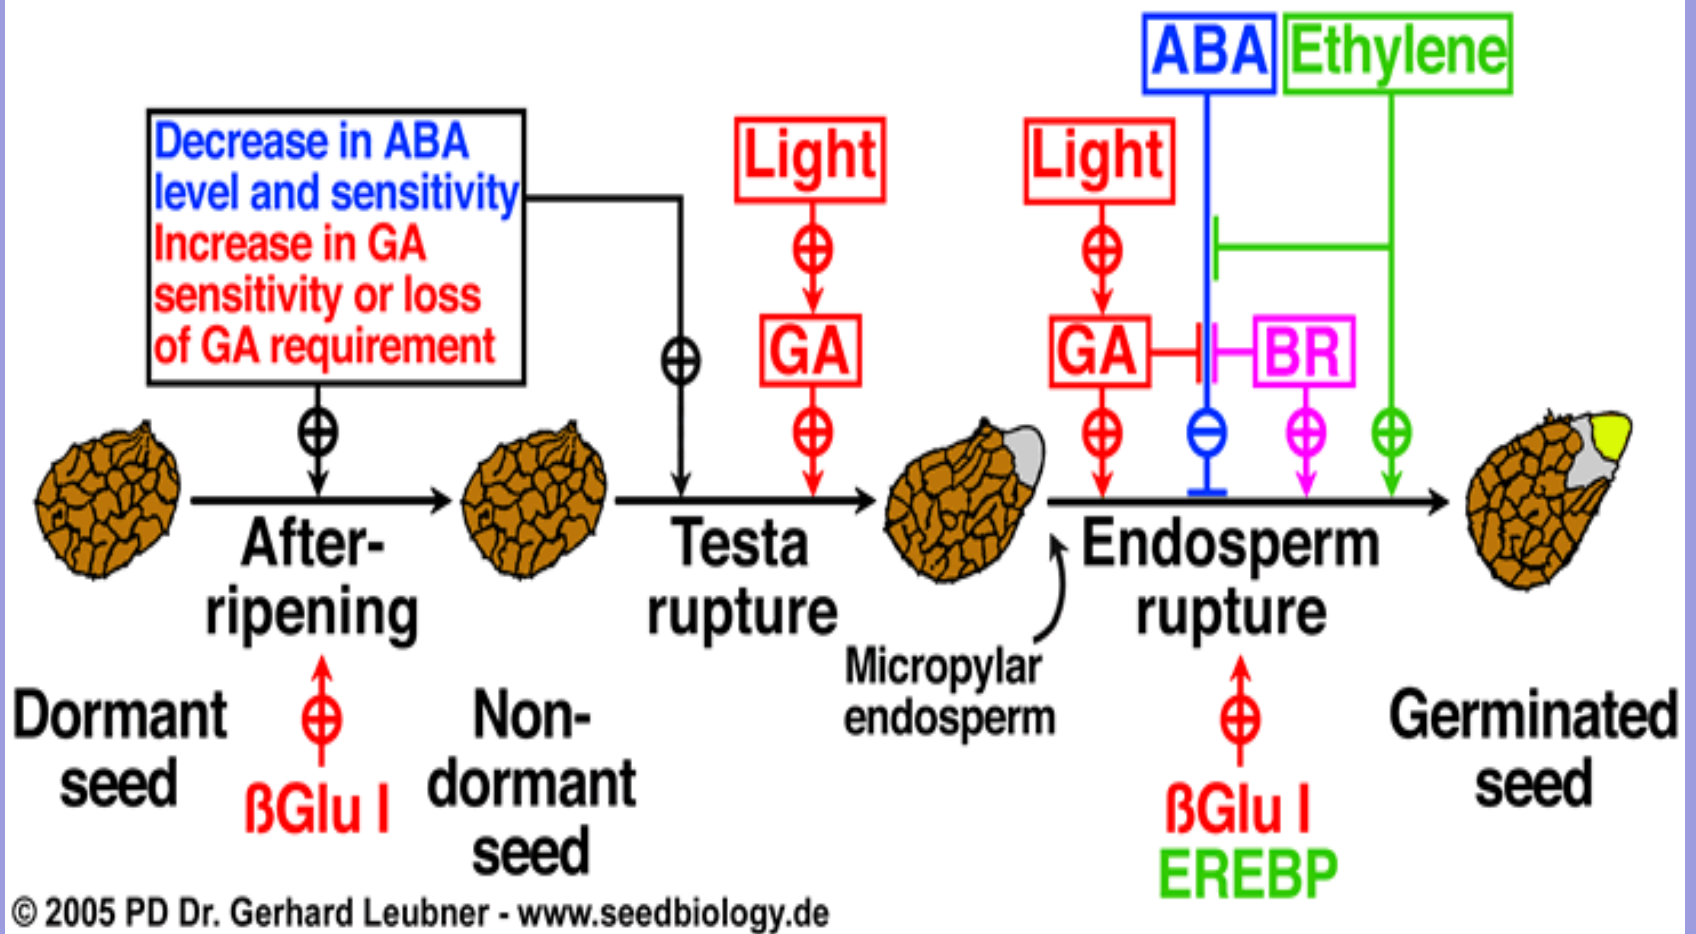 ABA
Ethylene
Decrease in ABA
level and sensitivity
Increase in GA
sensitivity or loss
of GA requirement
Light
Light
GA
GA
BR
After-
ripening
Testa
rupture
Endosperm
rupture
Micropylar
endosperm
Dormant
seed
ßGlu I
Non-
dormant
seed
ßGlu I
EREBP
Germinated
seed
© 2005 PD Dr. Gerhard Leubner - www.seedbiology.de